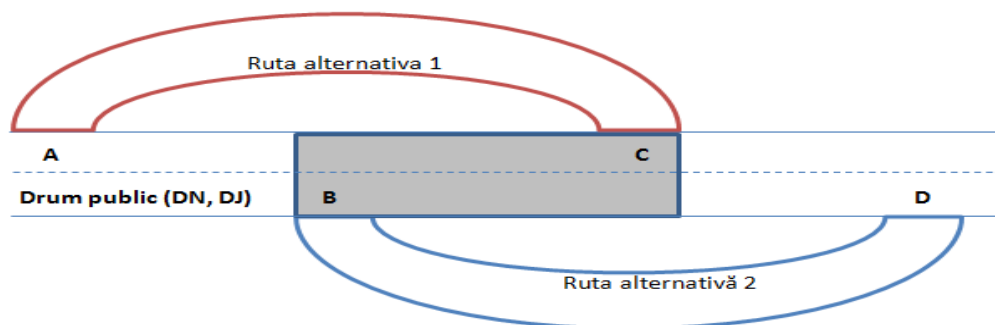 Ruta alternativa 1
A
C
Drum public (DN, DJ)
B
D
Ruta alternativă 2